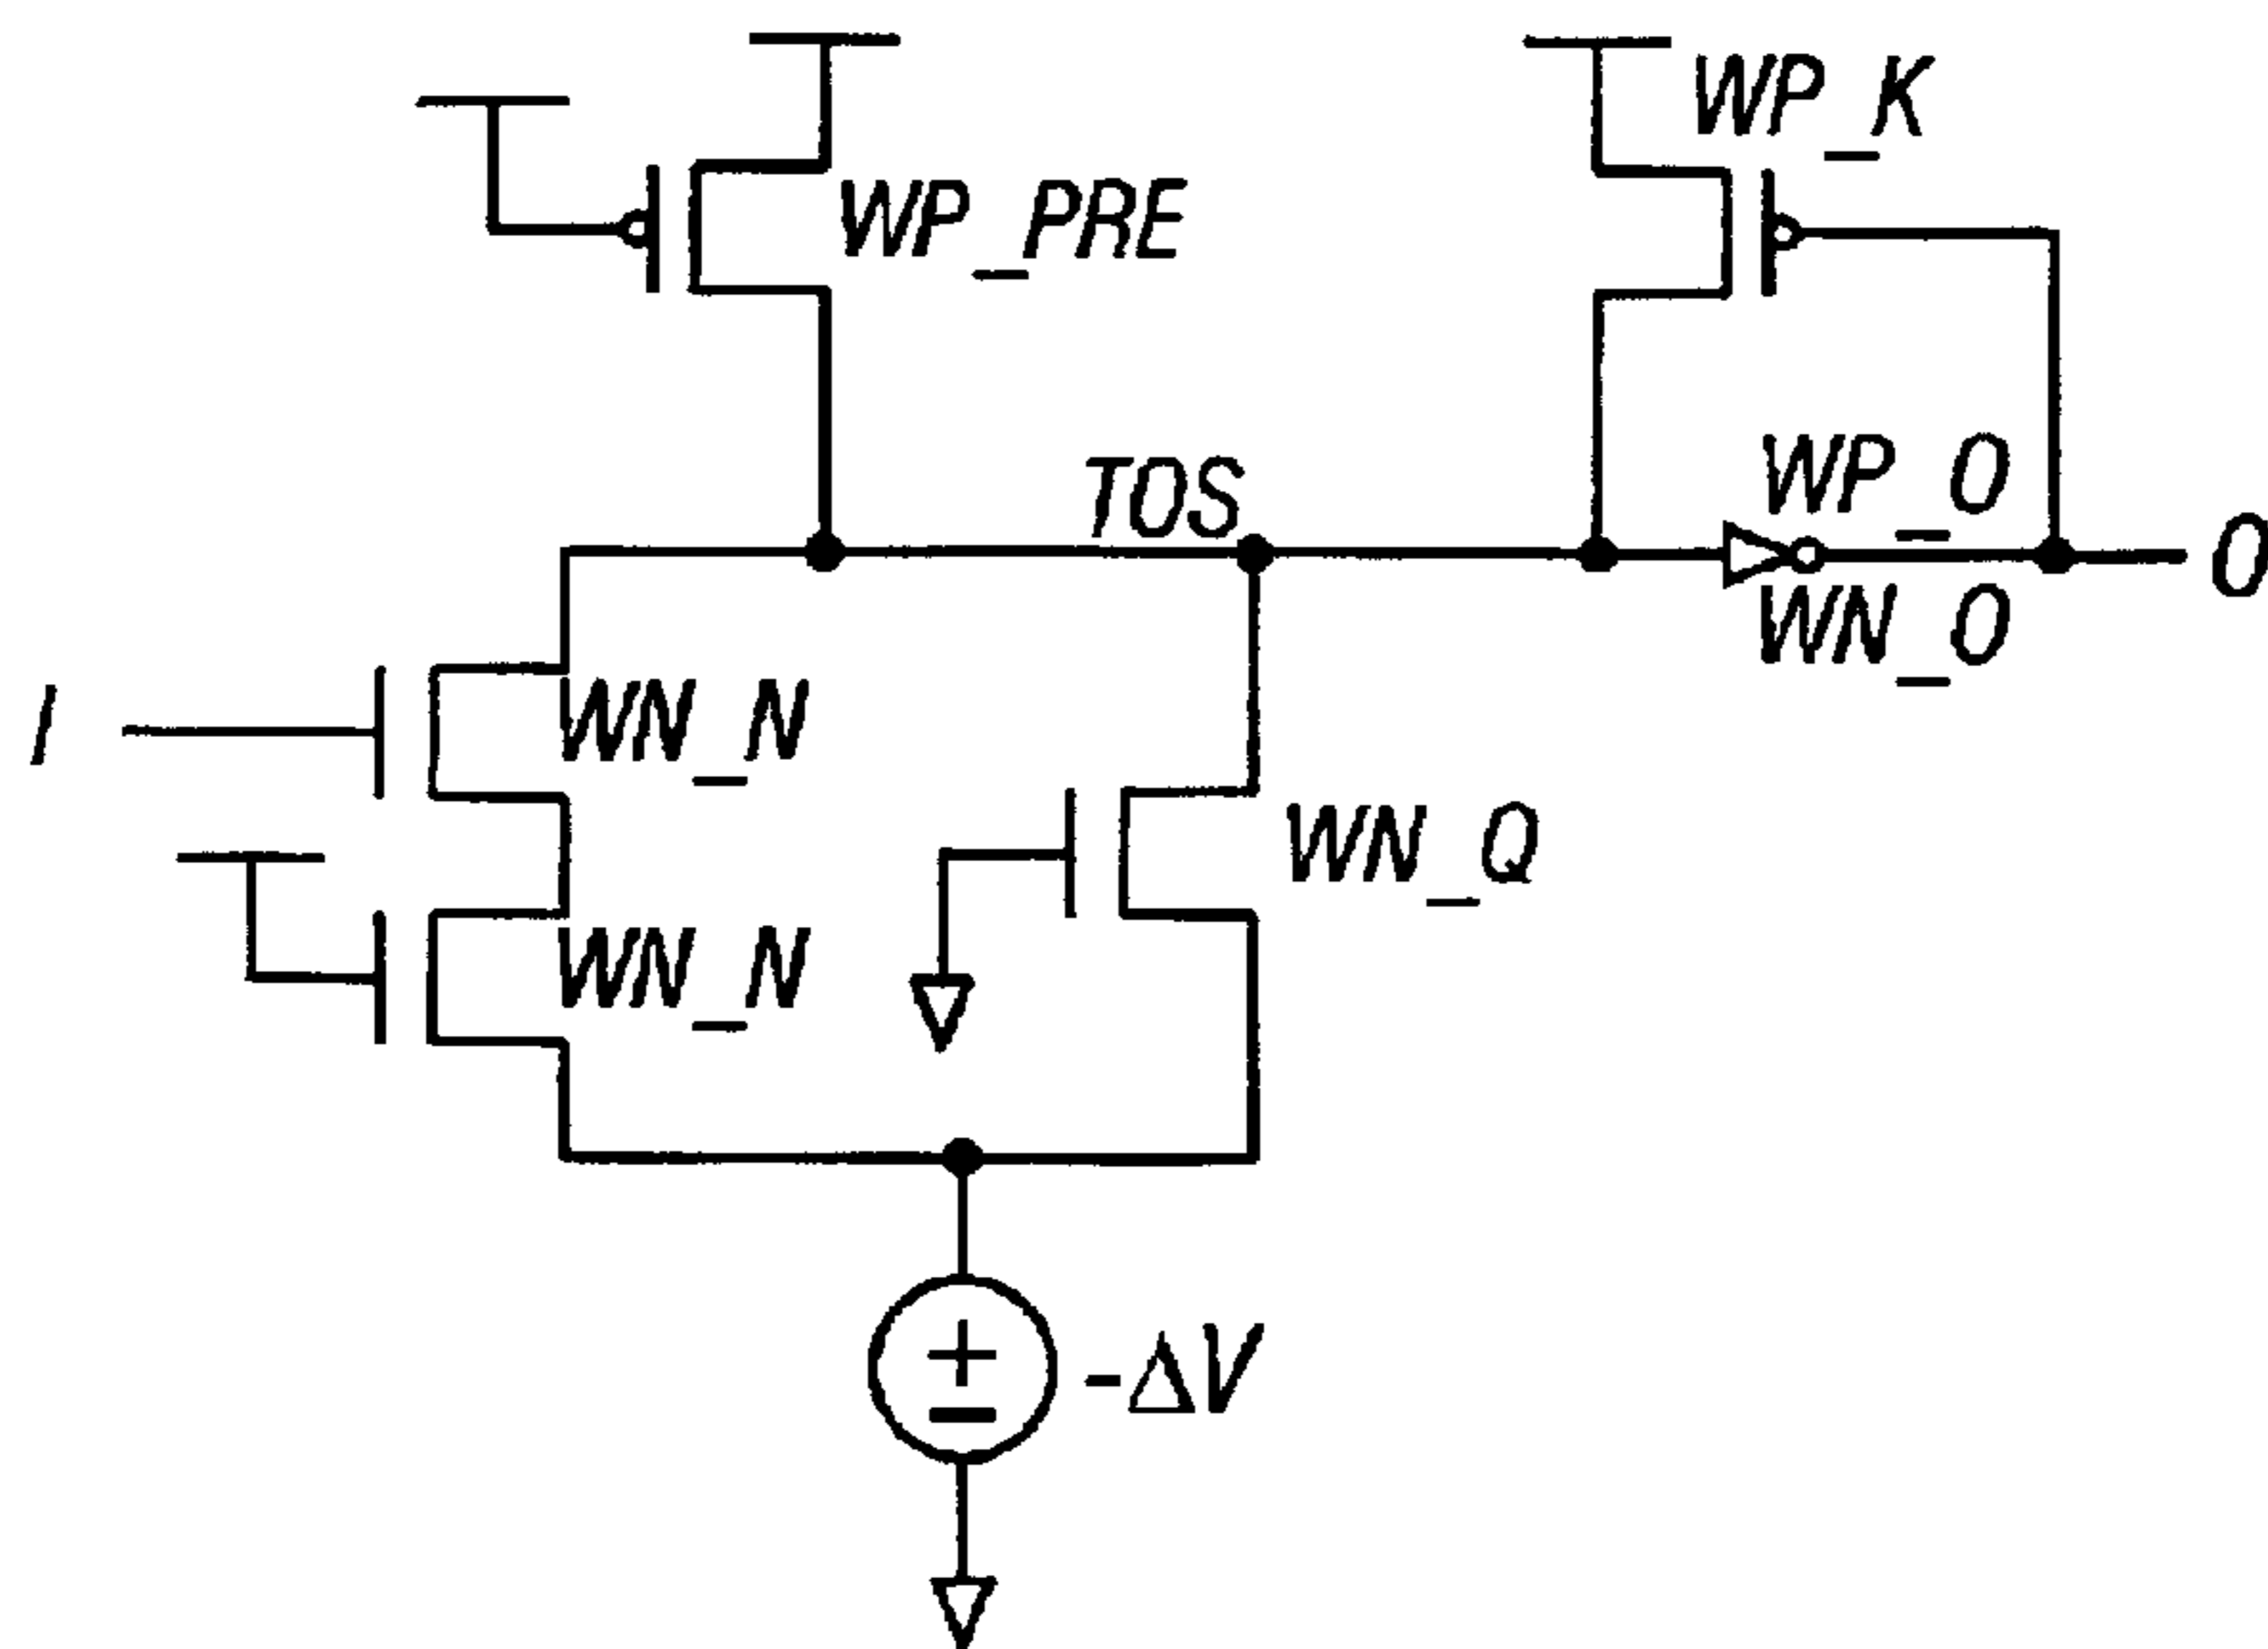 WP_K
WP_PRE
TOS
WP_O
O
WN_O
I
WN_N
WN_Q
WN_N
+
−
-ΔV